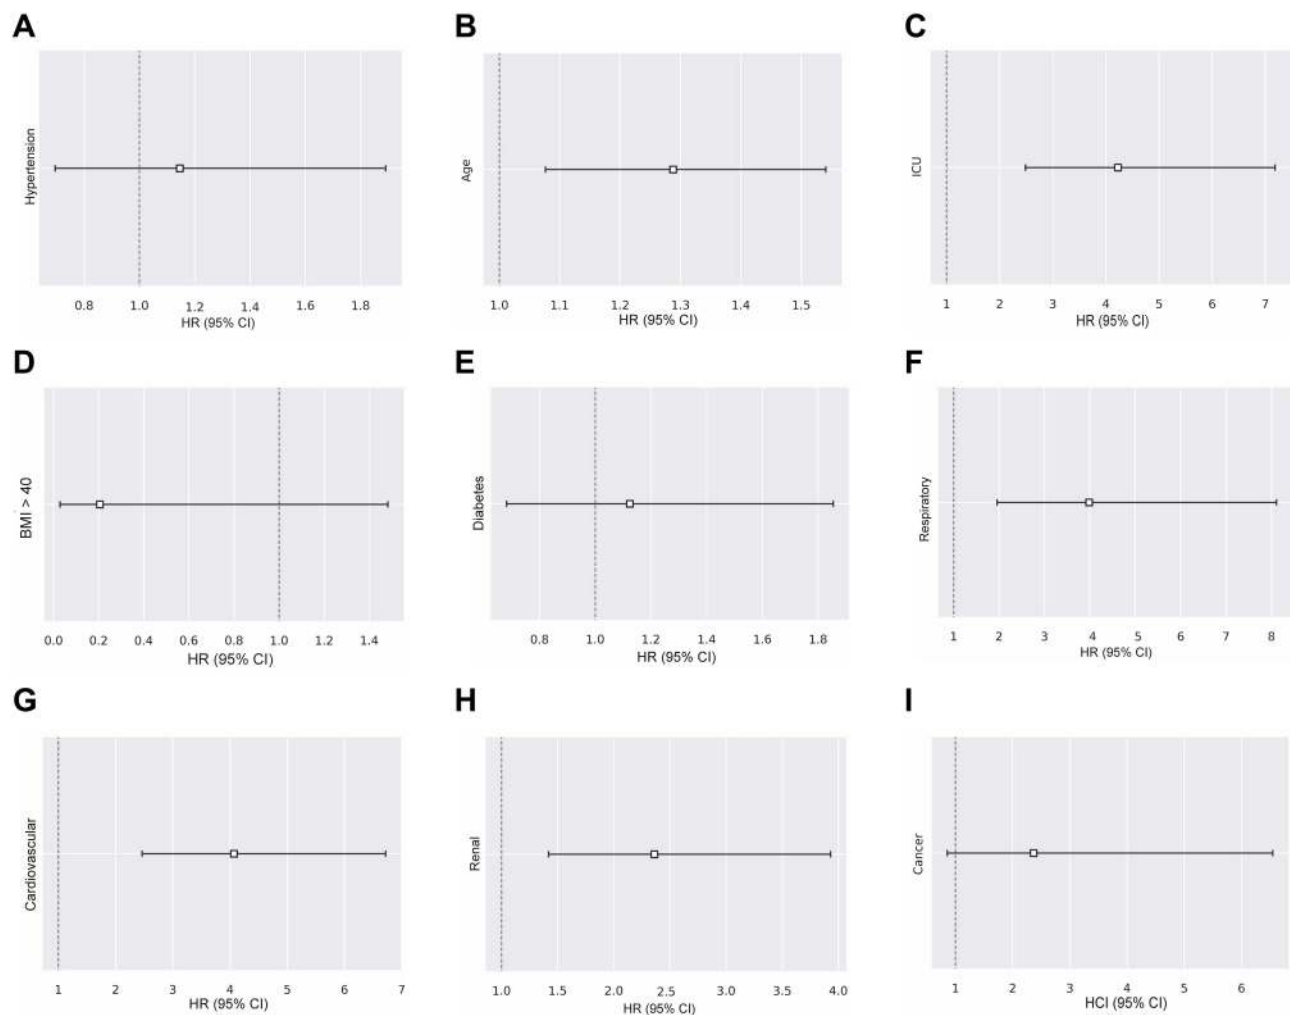 A
Hypertension
0.8 1.0 1.2 1.4 1.6 1.8
HR (95% CI)
B
Age
1.0 1.1 1.2 1.3 1.4 1.5
HR (95% CI)
C
ICU
1 2 3 4 5 6 7
HR (95% CI)
D
BMI > 40
0.0 0.2 0.4 0.6 0.8 1.0 1.2 1.4
HR (95% CI)
E
Diabetes
0.8 1.0 1.2 1.4 1.6 1.8
HR (95% CI)
F
Respiratory
1 2 3 4 5 6 7 8
HR (95% CI)
G
Cardiovascular
1 2 3 4 5 6 7
HR (95% CI)
H
Renal
1.0 1.5 2.0 2.5 3.0 3.5 4.0
HR (95% CI)
I
Cancer
1 2 3 4 5 6
HCI (95% CI)